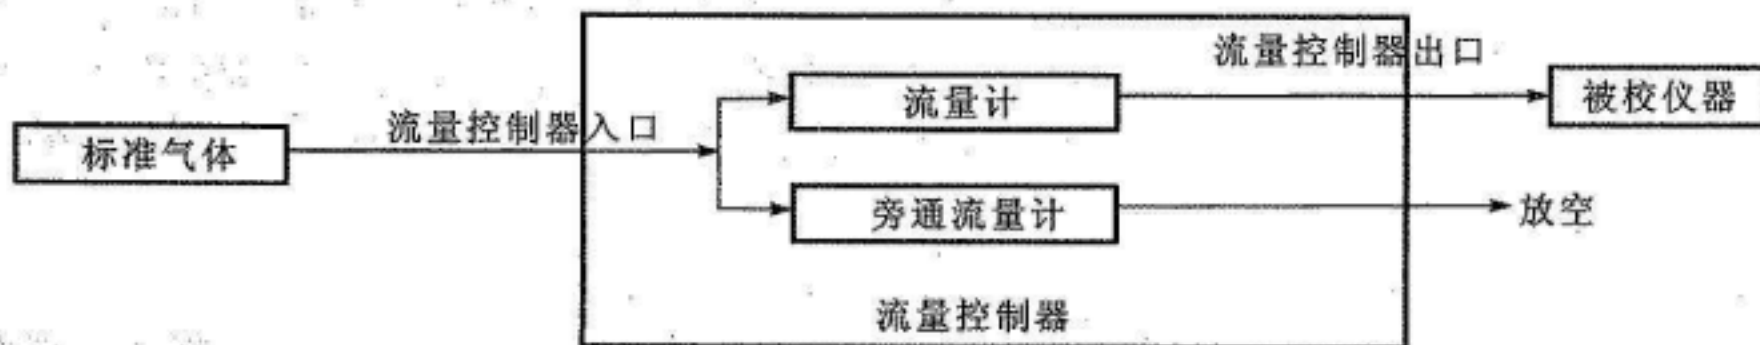 流量控制器出口
流量计
被校仪器
流量控制器入口
标准气体
旁通流量计
放空
流量控制器